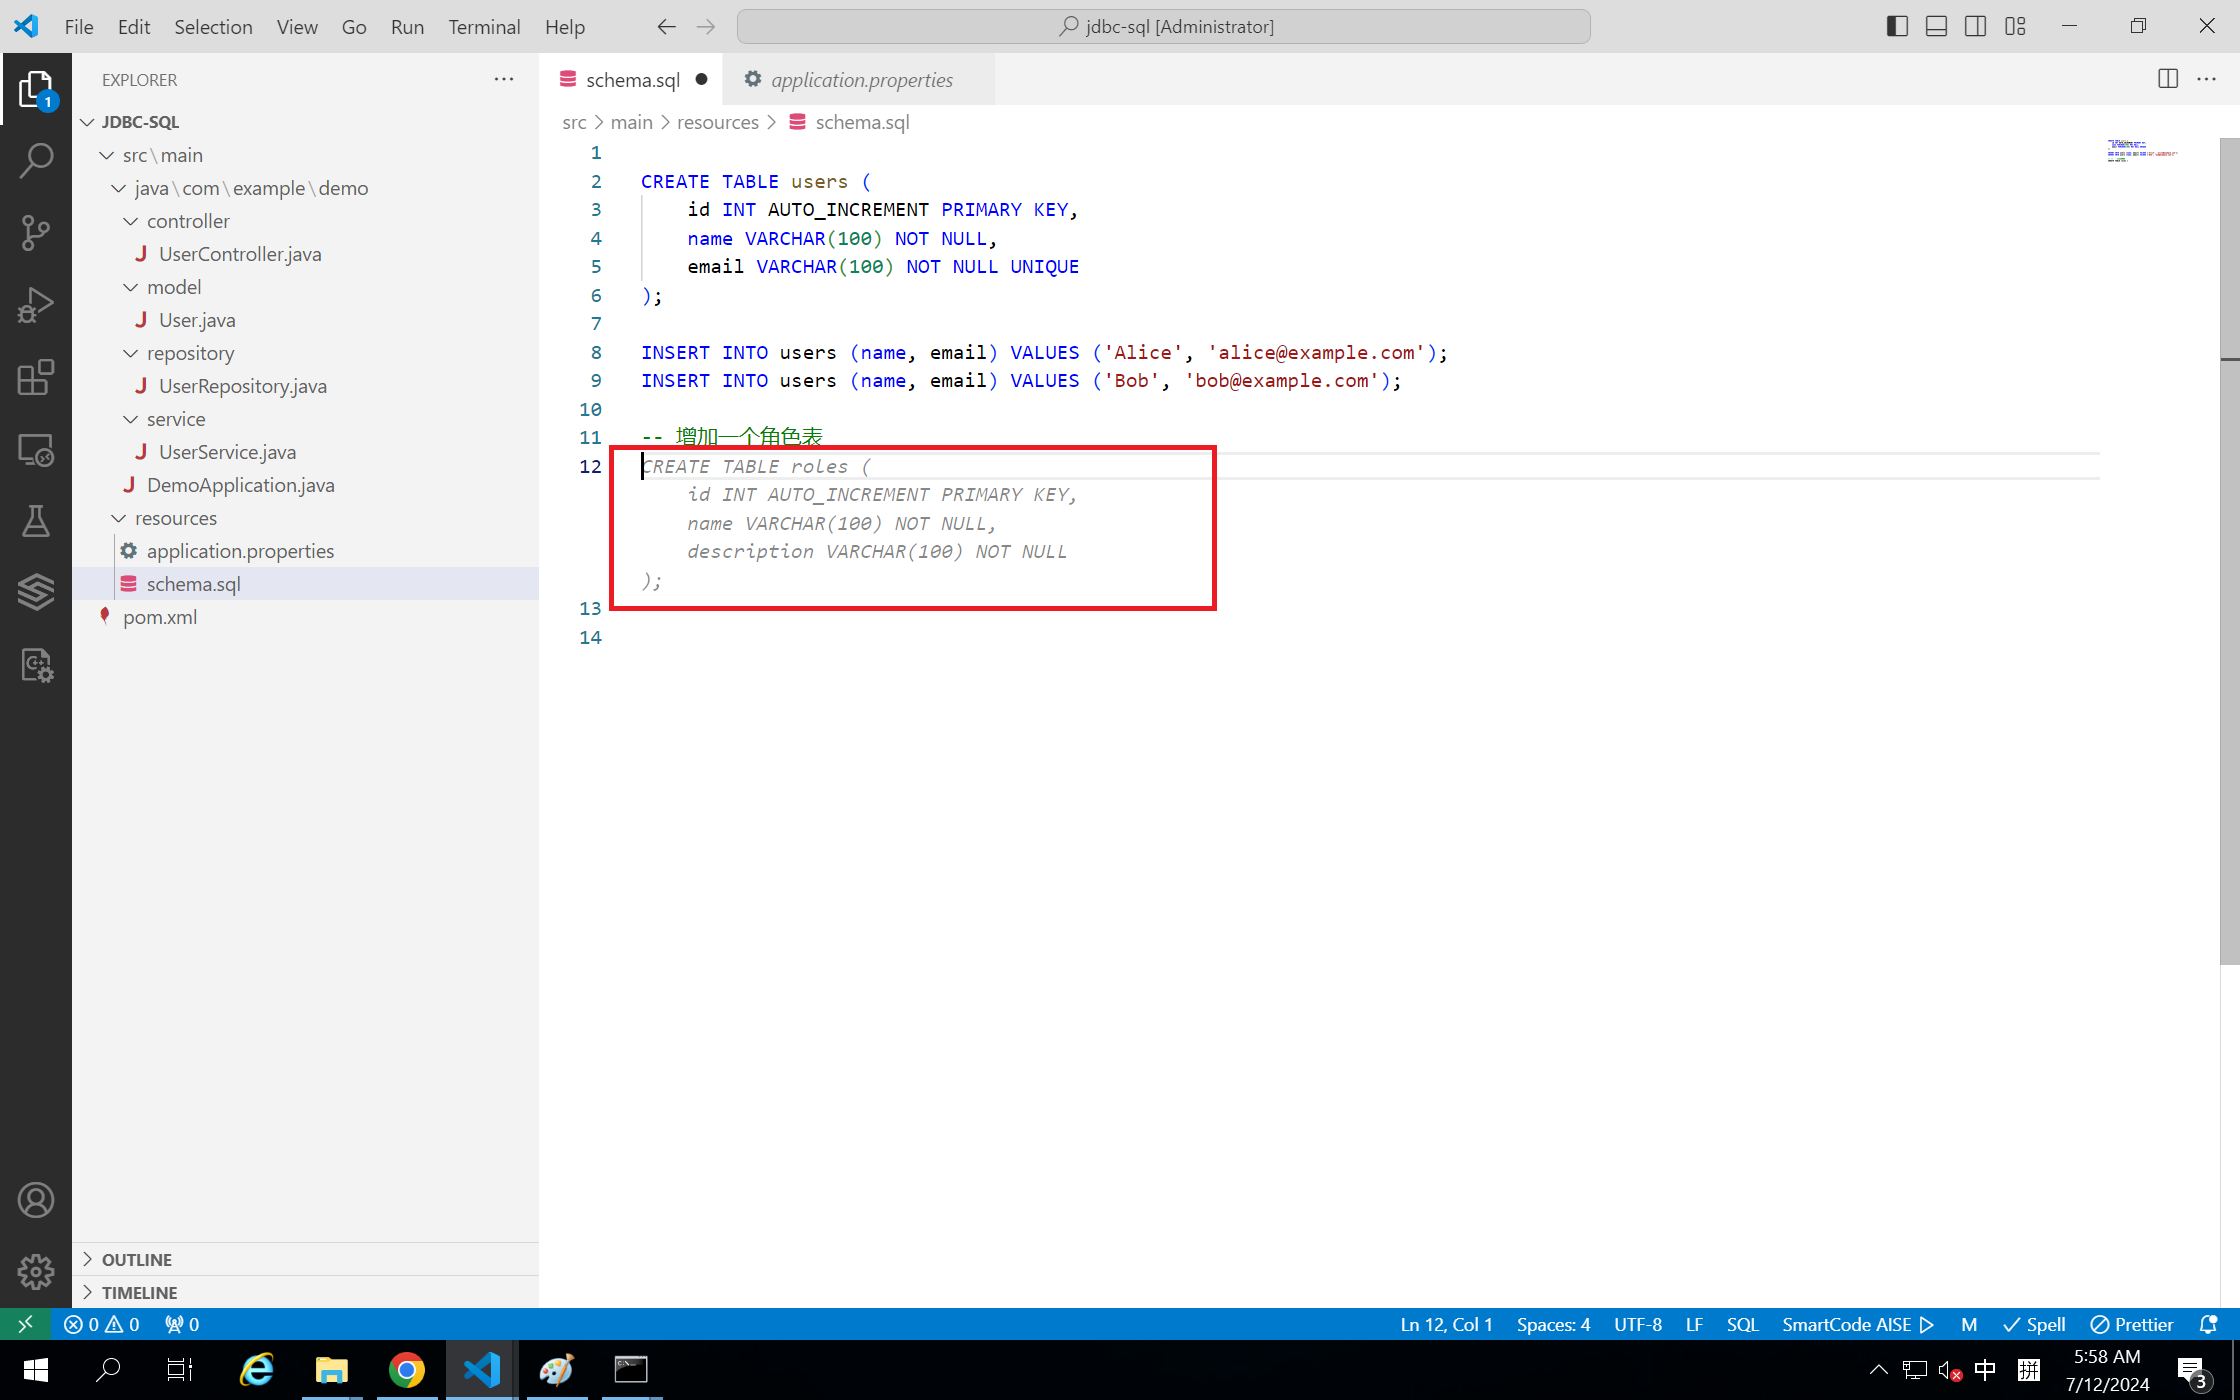 File Edit Selection View Go Run Terminal Help
jdbc-sql [Administrator]
EXPLORER
JDBC-SQL
src\main
java\com\example\demo
controller
J UserController.java
model
J User.java
repository
J UserRepository.java
service
J UserService.java
J DemoApplication.java
resources
application.properties
schema.sql
pom.xml
OUTLINE
TIMELINE
1
schema.sql
application.properties
src > main > resources > schema.sql
1
2 CREATE TABLE users (
3 id INT AUTO_INCREMENT PRIMARY KEY,
4 name VARCHAR(100) NOT NULL,
5 email VARCHAR(100) NOT NULL UNIQUE
6 );
7
8 INSERT INTO users (name, email) VALUES ('Alice', 'alice@example.com');
9 INSERT INTO users (name, email) VALUES ('Bob', 'bob@example.com');
10
11 -- 增加一个角色表
12 CREATE TABLE roles (
id INT AUTO_INCREMENT PRIMARY KEY,
name VARCHAR(100) NOT NULL,
description VARCHAR(100) NOT NULL
);
13
14
0 0 0
Ln 12, Col 1 Spaces: 4 UTF-8 LF SQL SmartCode AISE M Spell Prettier
中 拼 5:58 AM
7/12/2024
3